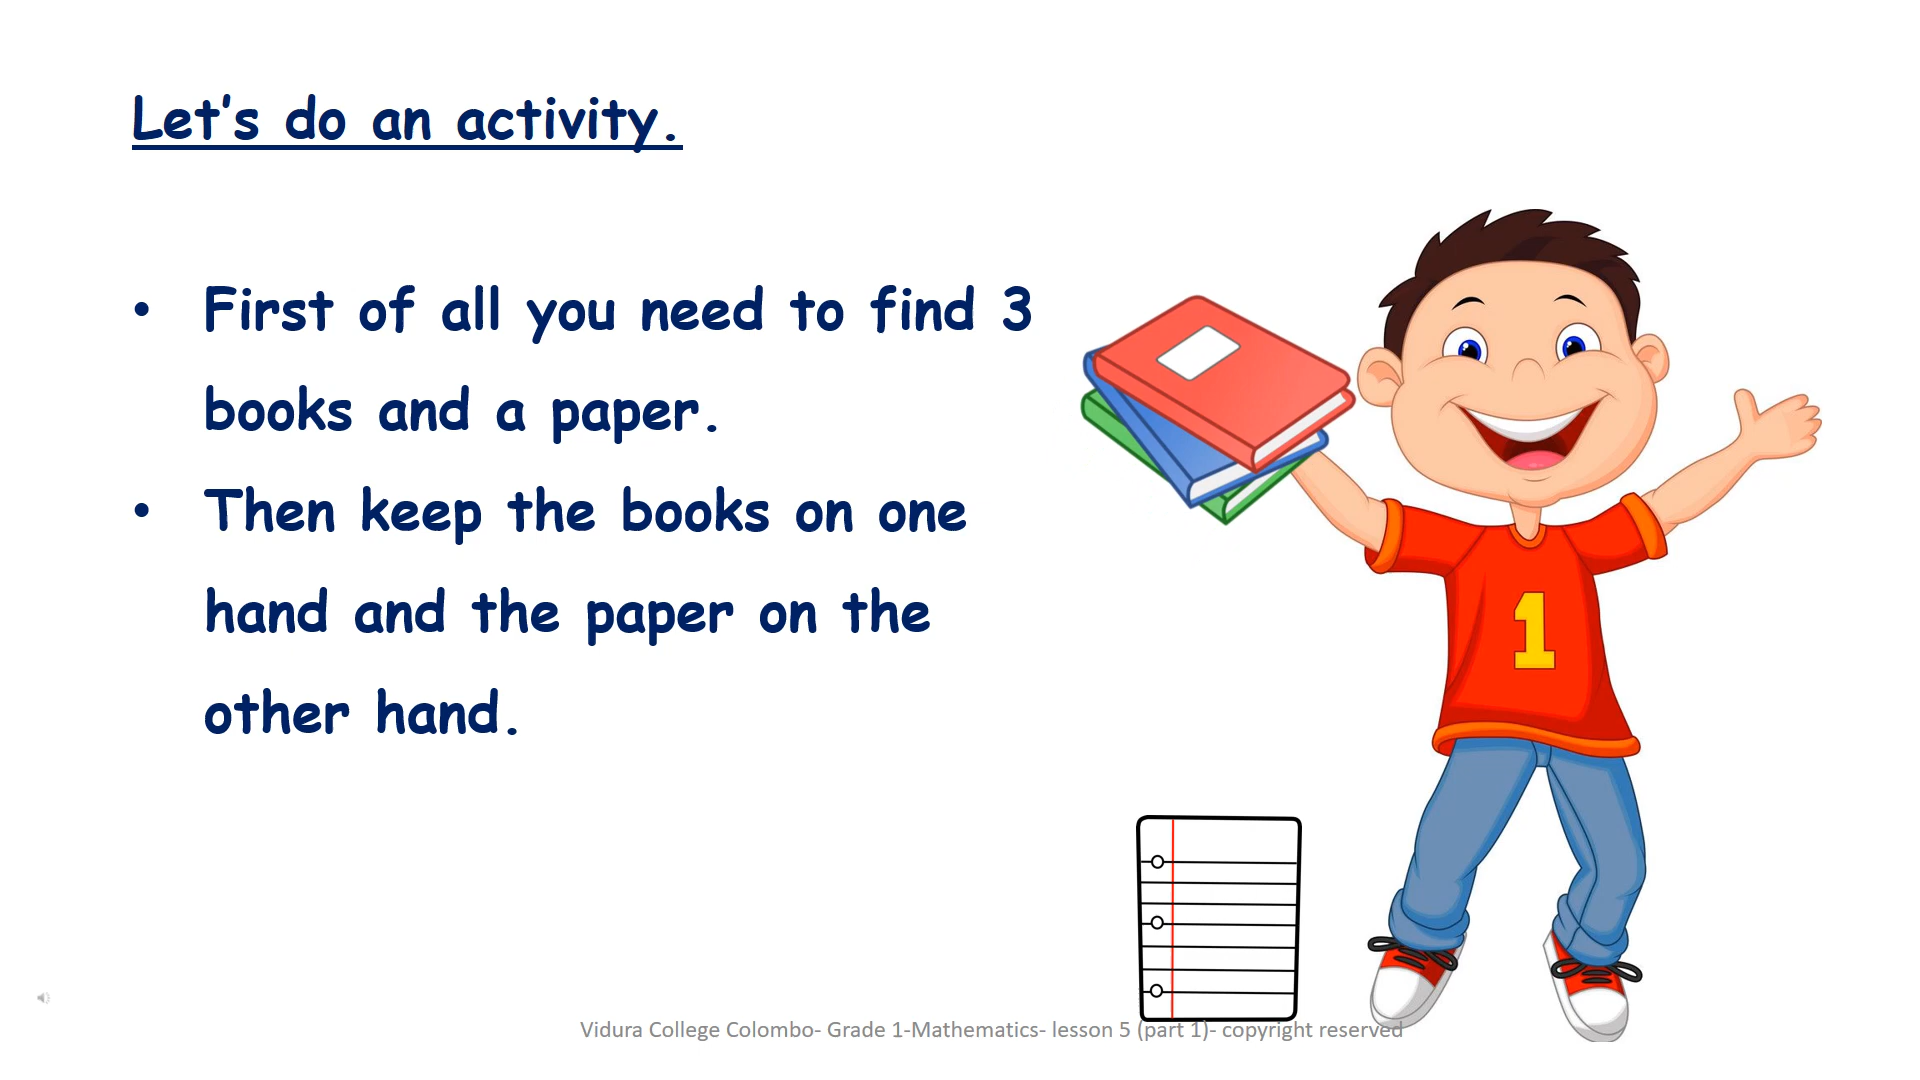 Let's do an activity.
• First of all you need to find 3
books and a paper.
• Then keep the books on one
hand and the paper on the
other hand.
1
Vidura College Colombo- Grade 1-Mathematics- lesson 5 (part 1)- copyright reserved